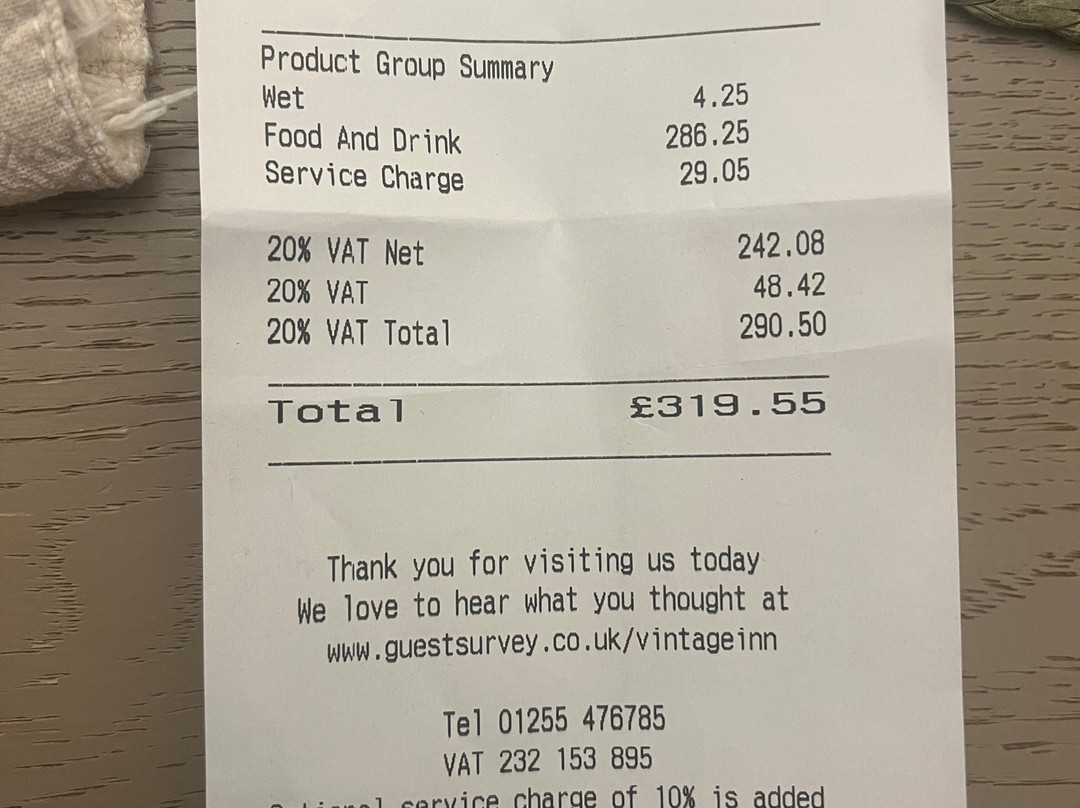 Product Group Summary
Wet 4.25
Food And Drink 286.25
Service Charge 29.05
20% VAT Net 242.08
20% VAT 48.42
20% VAT Total 290.50
Total £319.55
Thank you for visiting us today
We love to hear what you thought at
www.guestsurvey.co.uk/vintageinn
Tel 01255 476785
VAT 232 153 895
service charge of 10% is added